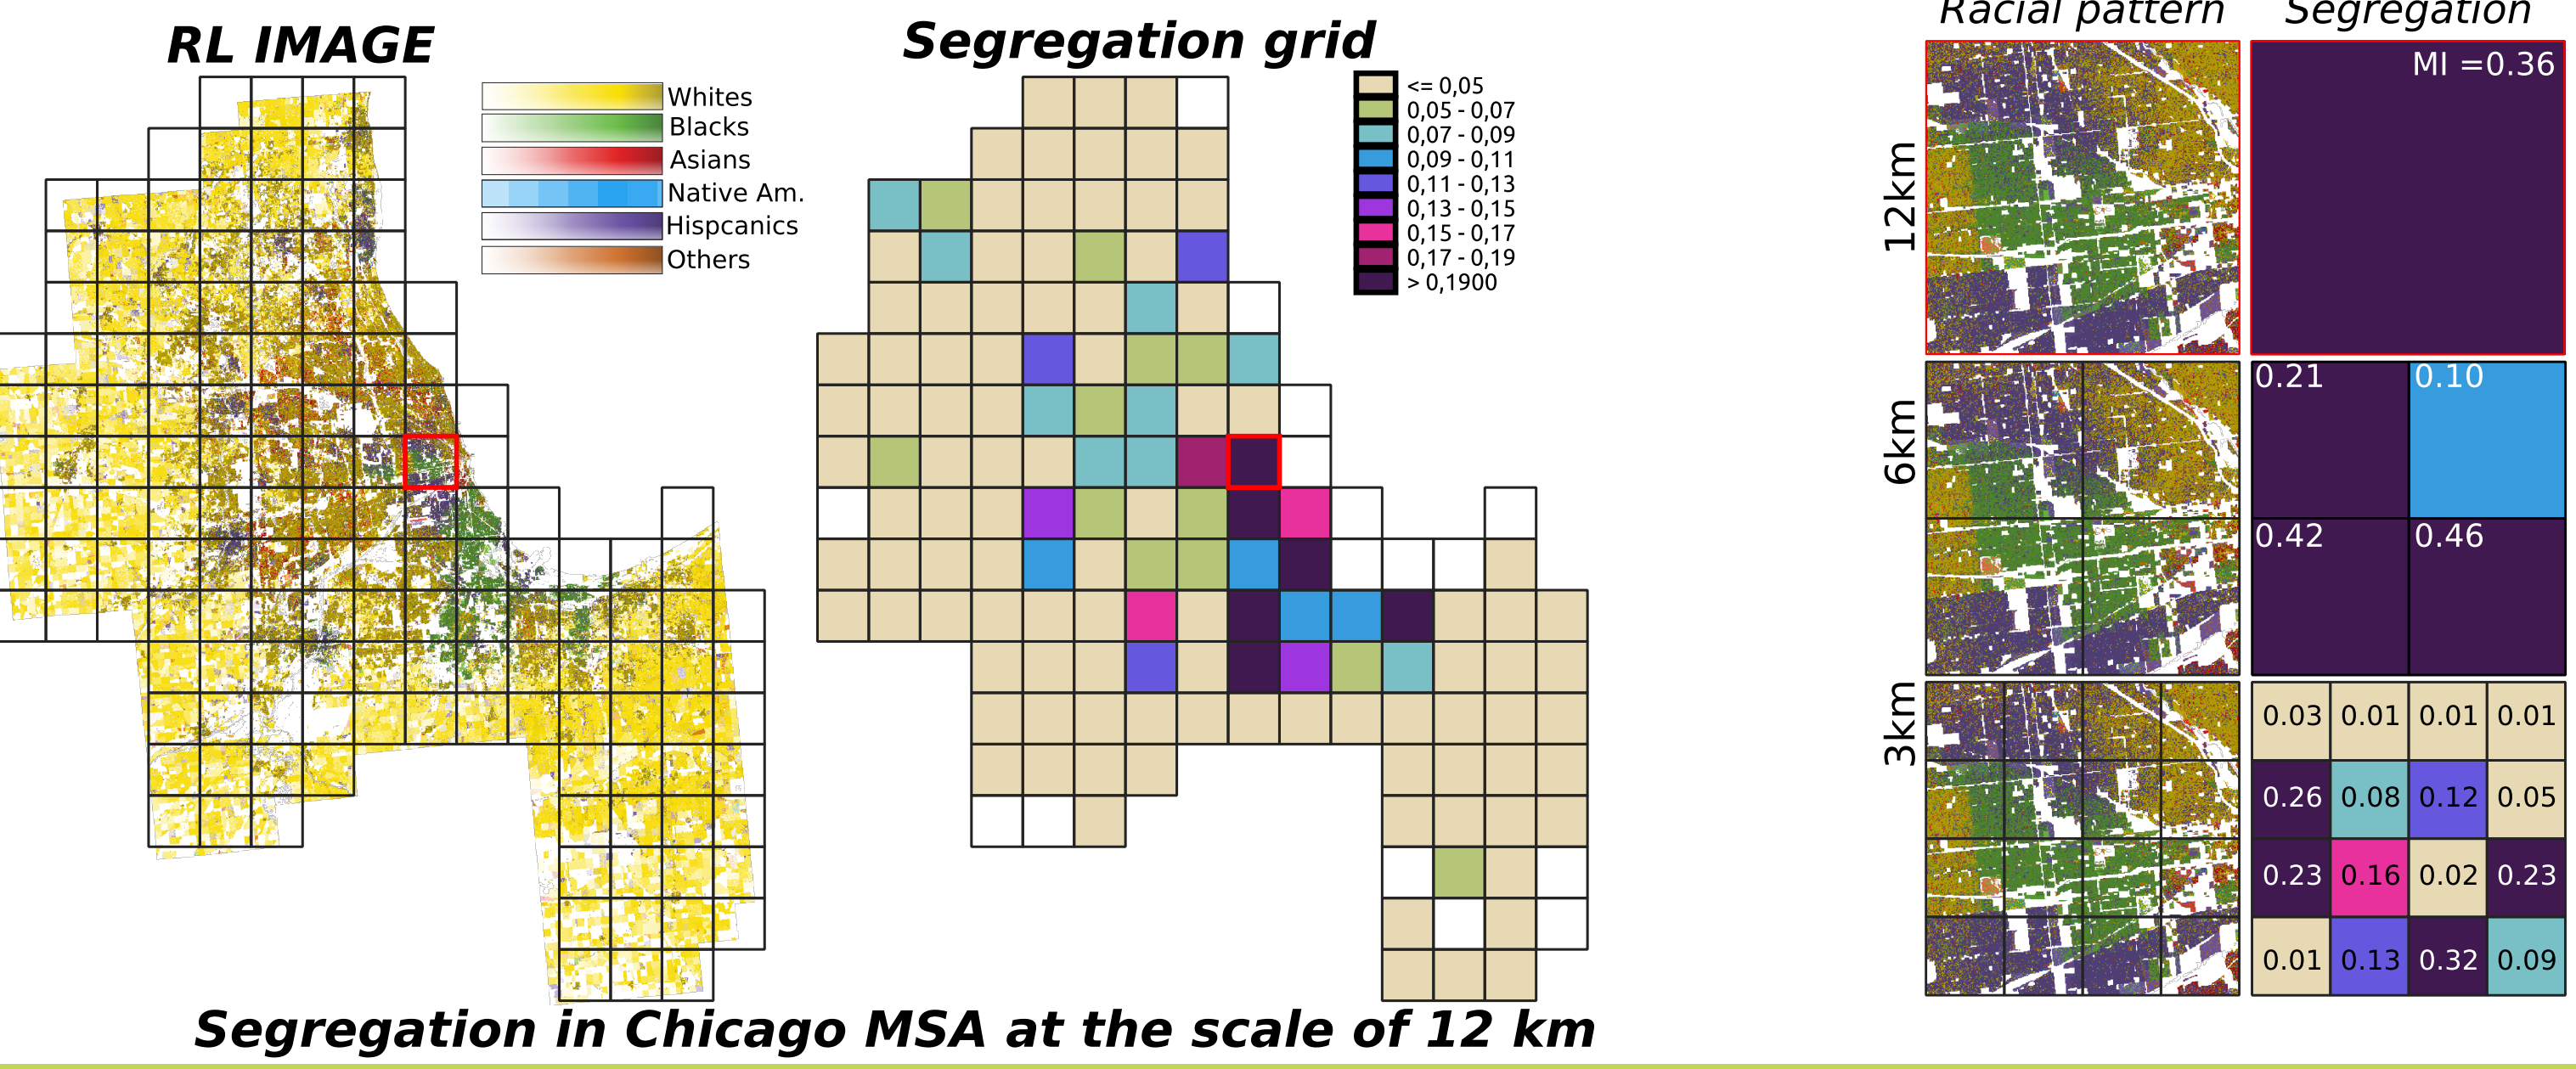 RL IMAGE
Whites
Blacks
Asians
Native Am.
Hispcanics
Others
Segregation grid
<= 0,05
0,05 - 0,07
0,07 - 0,09
0,09 - 0,11
0,11 - 0,13
0,13 - 0,15
0,15 - 0,17
0,17 - 0,19
> 0,1900
Segregation in Chicago MSA at the scale of 12 km
Racial pattern
Segregation
12km
MI =0.36
6km
0.21 0.10
0.42 0.46
3km
0.03 0.01 0.01 0.01
0.26 0.08 0.12 0.05
0.23 0.16 0.02 0.23
0.01 0.13 0.32 0.09